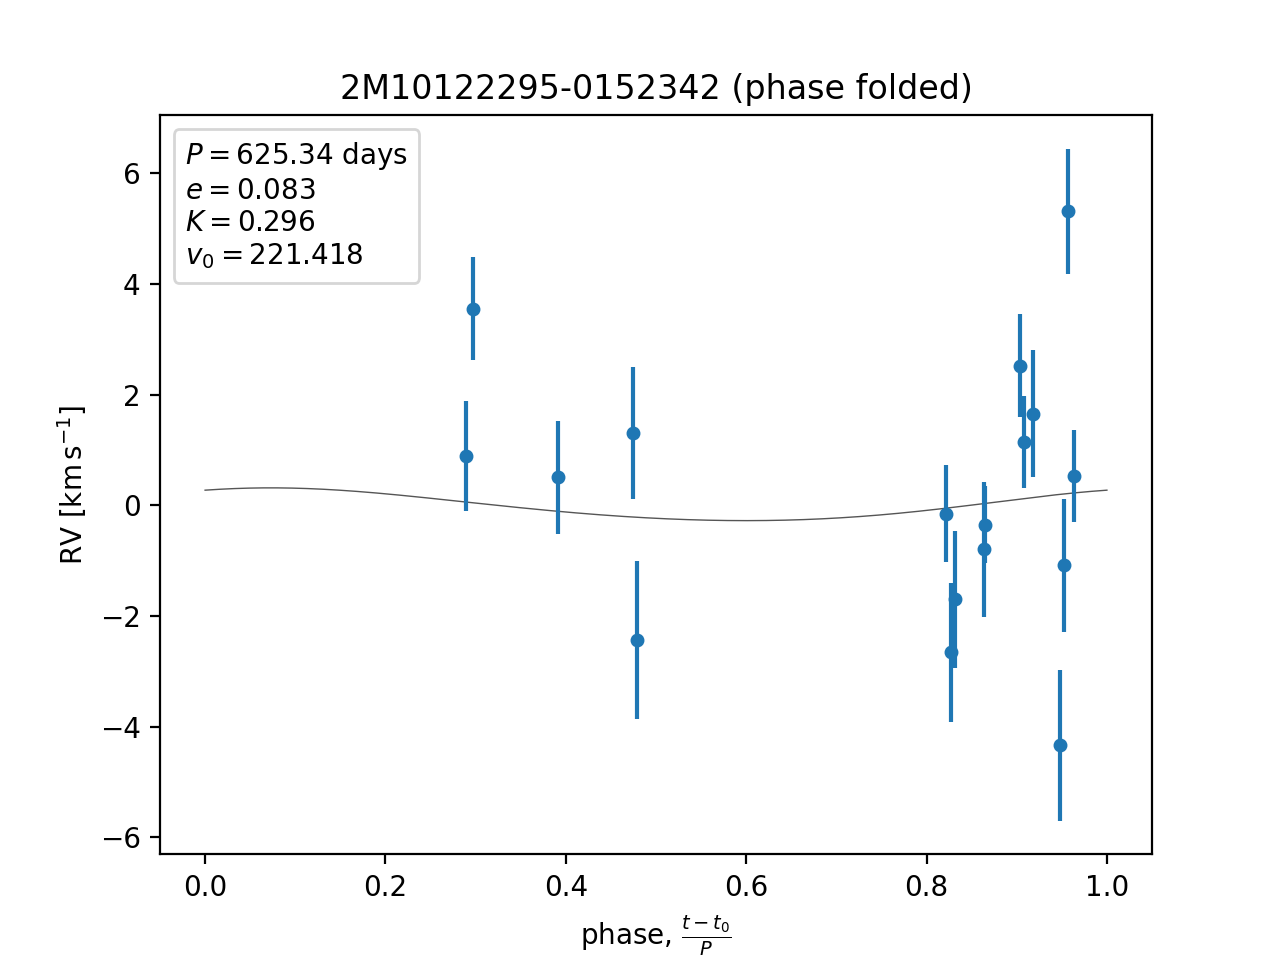 2M10122295-0152342 (phase folded)
P = 625.34 days
e = 0.083
K = 0.296
v₀ = 221.418
6
4
2
0
−2
−4
−6
RV [km s⁻¹]
0.0 0.2 0.4 0.6 0.8 1.0
phase, (t − t₀)/P